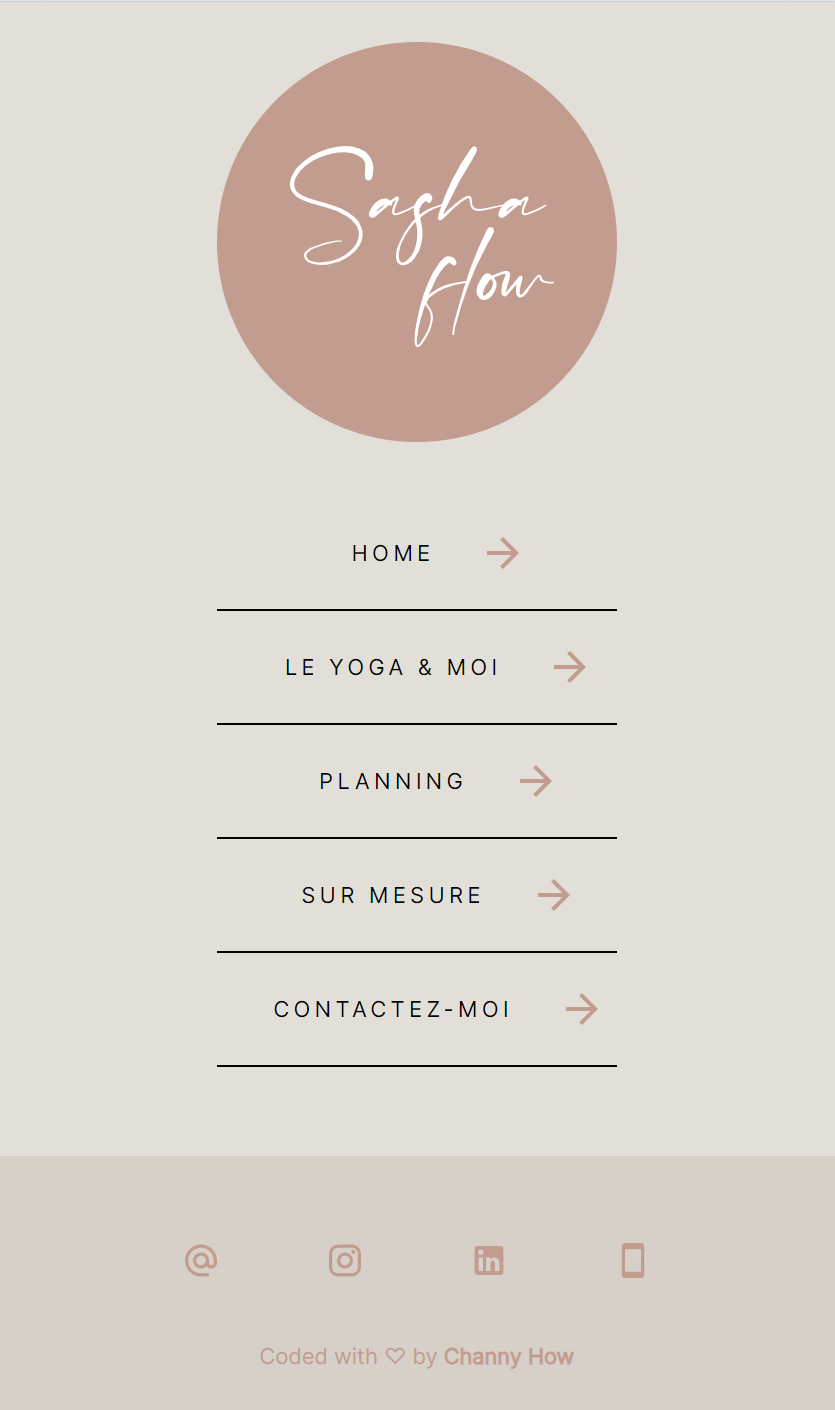 Sasha
flow
HOME
LE YOGA & MOI
PLANNING
SUR MESURE
CONTACTEZ-MOI
Coded with ♡ by Channy How